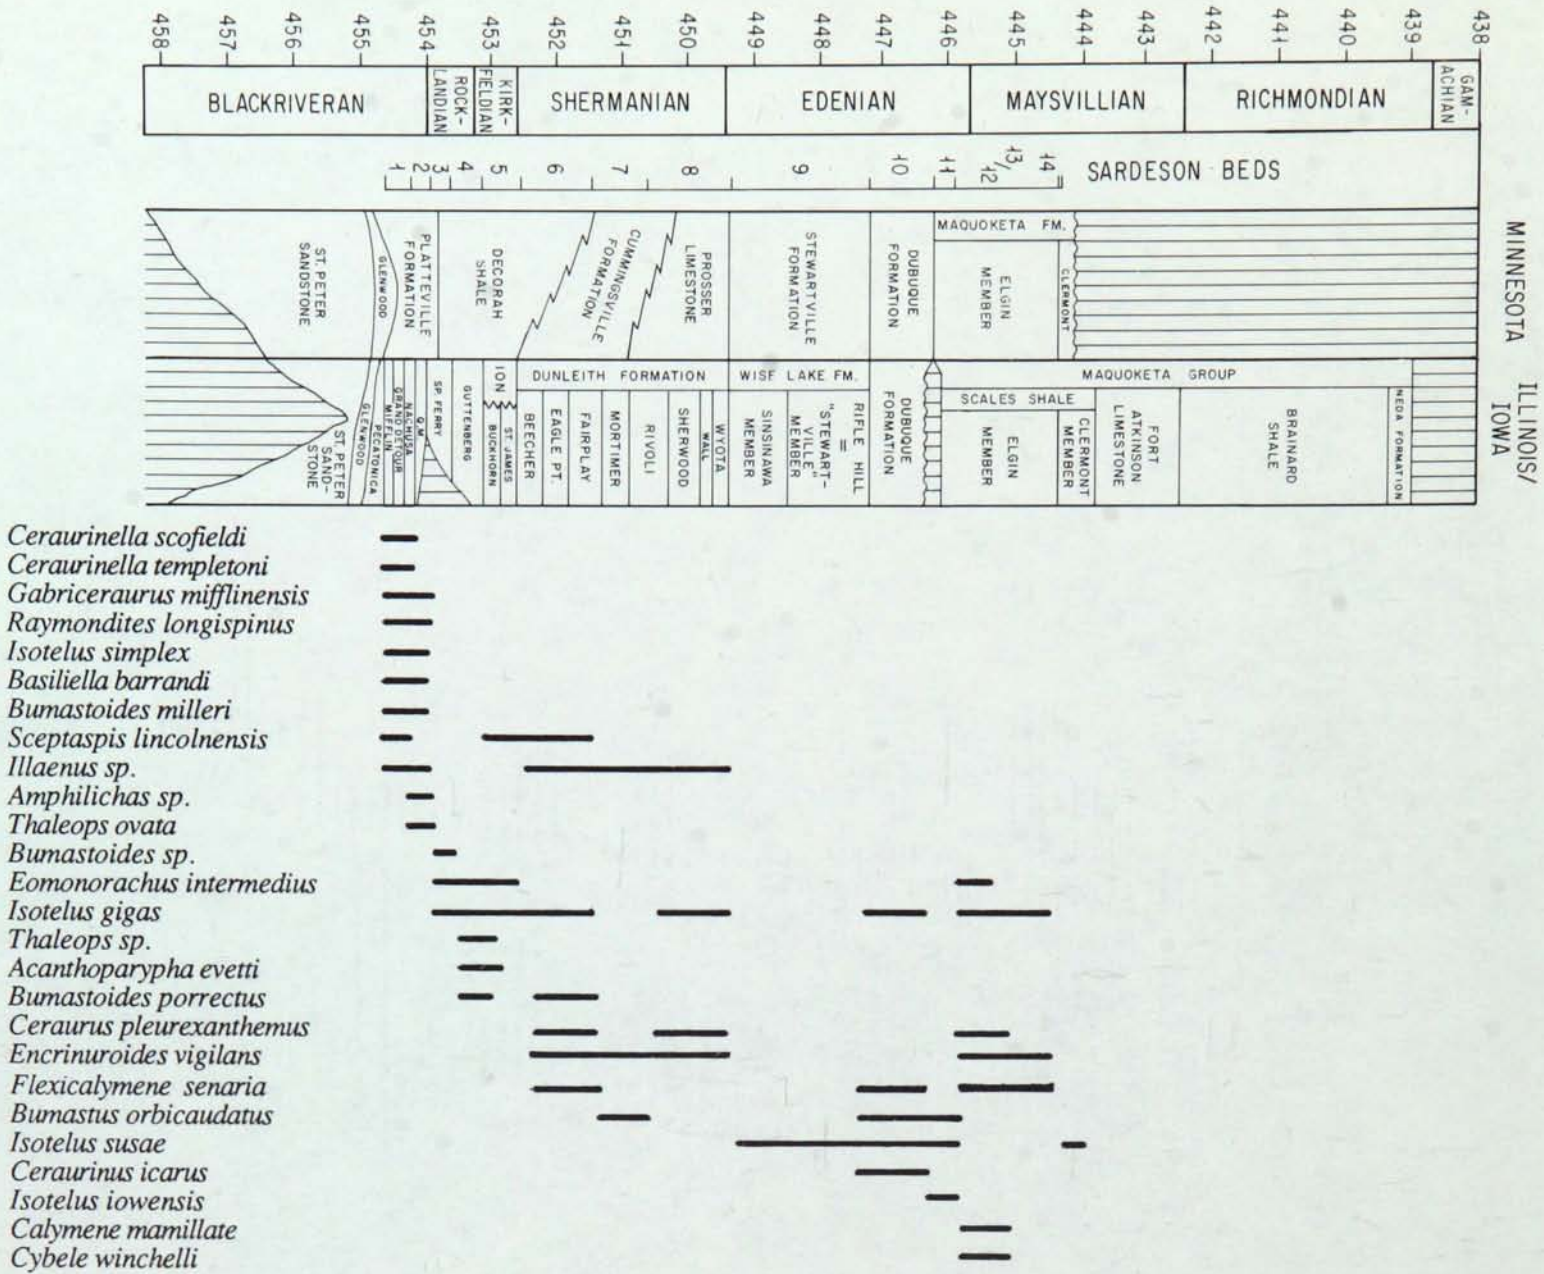 458 457 456 455 454 453 452 451 450 449 448 447 446 445 444 443 442 441 440 439 438
BLACKRIVERAN
ROCK-
LANDIAN
KIRK-
FIELDIAN
SHERMANIAN
EDENIAN
MAYSVILLIAN
RICHMONDIAN
GAM-
ACHIAN
1 2 3 4 5 6 7 8 9 10 11 12 13/ 14
SARDESON BEDS
MINNESOTA
ST. PETER
SANDSTONE
GLENWOOD
PLATTEVILLE
FORMATION
DECORAH
SHALE
CUMMINGSVILLE
FORMATION
PROSSER
LIMESTONE
STEWARTVILLE
FORMATION
DUBUQUE
FORMATION
MAQUOKETA FM.
ELGIN
MEMBER
CLERMONT
ILLINOIS/
IOWA
ST. PETER
SAND-
STONE
GLENWOOD
PECATONICA
MIFFLIN
GRAND DETOUR
NACHUSA
Q.M.
SP. FERRY
GUTTENBERG
ION
BUCKHORN
ST. JAMES
DUNLEITH FORMATION
BEECHER
EAGLE PT.
FAIRPLAY
MORTIMER
RIVOLI
SHERWOOD
WALL
WYOTA
WISE LAKE FM.
SINSINAWA
MEMBER
"STEWART-
VILLE"
MEMBER
=
RIFLE HILL
DUBUQUE
FORMATION
MAQUOKETA GROUP
SCALES SHALE
ELGIN
MEMBER
CLERMONT
MEMBER
FORT
ATKINSON
LIMESTONE
BRAINARD
SHALE
NEDA FORMATION
Ceraurinella scofieldi
Ceraurinella templetoni
Gabriceraurus mifflinensis
Raymondites longispinus
Isotelus simplex
Basiliella barrandi
Bumastoides milleri
Sceptaspis lincolnensis
Illaenus sp.
Amphilichas sp.
Thaleops ovata
Bumastoides sp.
Eomonorachus intermedius
Isotelus gigas
Thaleops sp.
Acanthoparypha evetti
Bumastoides porrectus
Ceraurus pleurexanthemus
Encrinuroides vigilans
Flexicalymene senaria
Bumastus orbicaudatus
Isotelus susae
Ceraurinus icarus
Isotelus iowensis
Calymene mamillate
Cybele winchelli